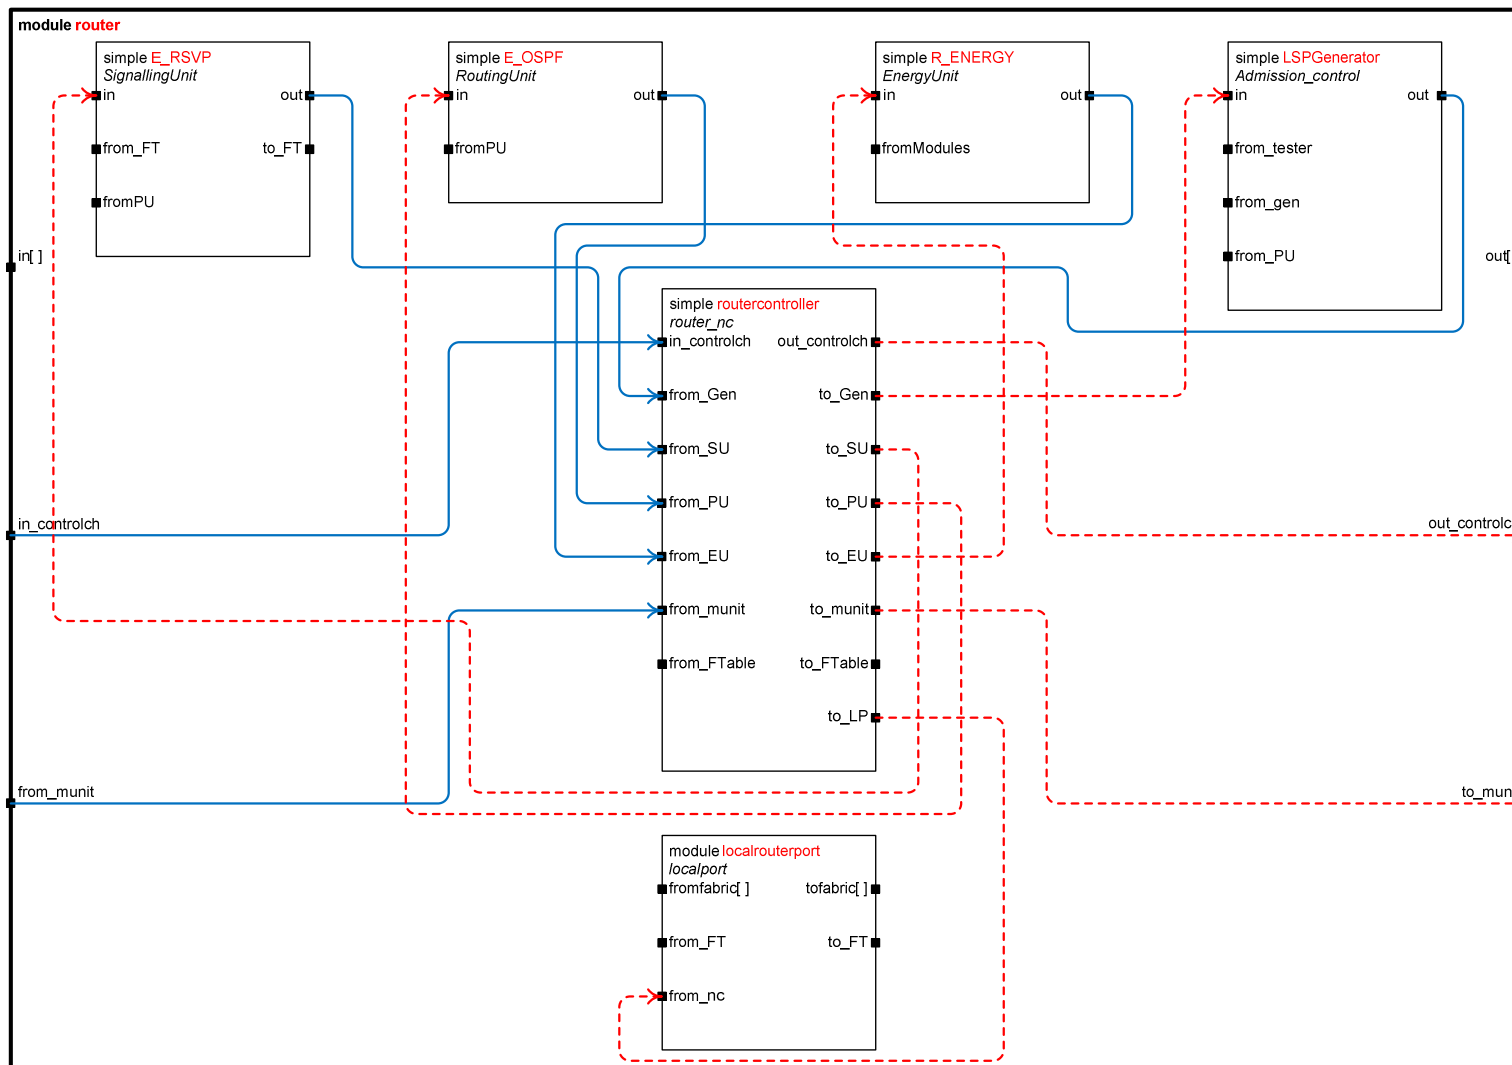 module router
simple E_RSVP
SignallingUnit
in
out
from_FT
to_FT
fromPU
simple E_OSPF
RoutingUnit
in
out
fromPU
simple R_ENERGY
EnergyUnit
in
out
fromModules
simple LSPGenerator
Admission_control
in
out
from_tester
from_gen
from_PU
in[ ]
out[
simple routercontroller
router_nc
in_controlch
out_controlch
from_Gen
to_Gen
from_SU
to_SU
from_PU
to_PU
from_EU
to_EU
from_munit
to_munit
from_FTable
to_FTable
to_LP
in_controlch
out_controlc
from_munit
to_mun
module localrouterport
localport
fromfabric[ ]
tofabric[ ]
from_FT
to_FT
from_nc